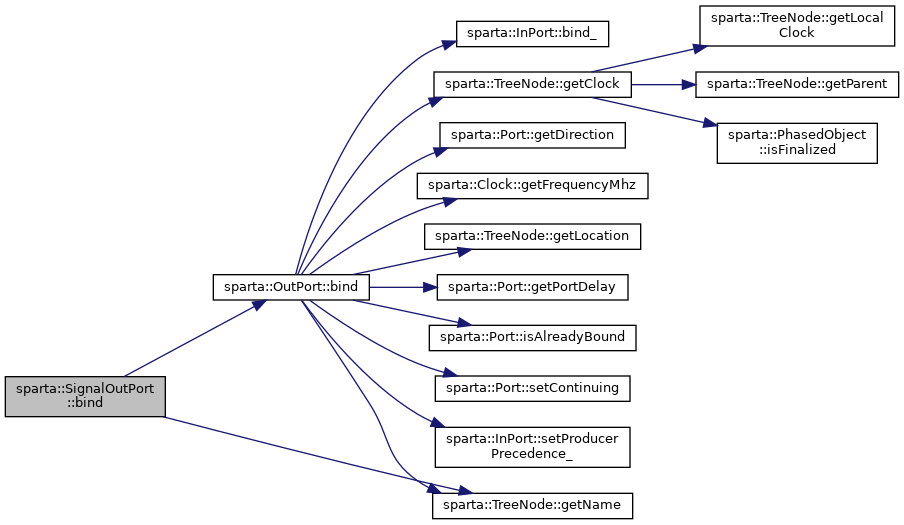 sparta::SignalOutPort
::bind
sparta::OutPort::bind
sparta::InPort::bind_
sparta::TreeNode::getClock
sparta::Port::getDirection
sparta::Clock::getFrequencyMhz
sparta::TreeNode::getLocation
sparta::Port::getPortDelay
sparta::Port::isAlreadyBound
sparta::Port::setContinuing
sparta::InPort::setProducer
Precedence_
sparta::TreeNode::getName
sparta::TreeNode::getLocal
Clock
sparta::TreeNode::getParent
sparta::PhasedObject
::isFinalized